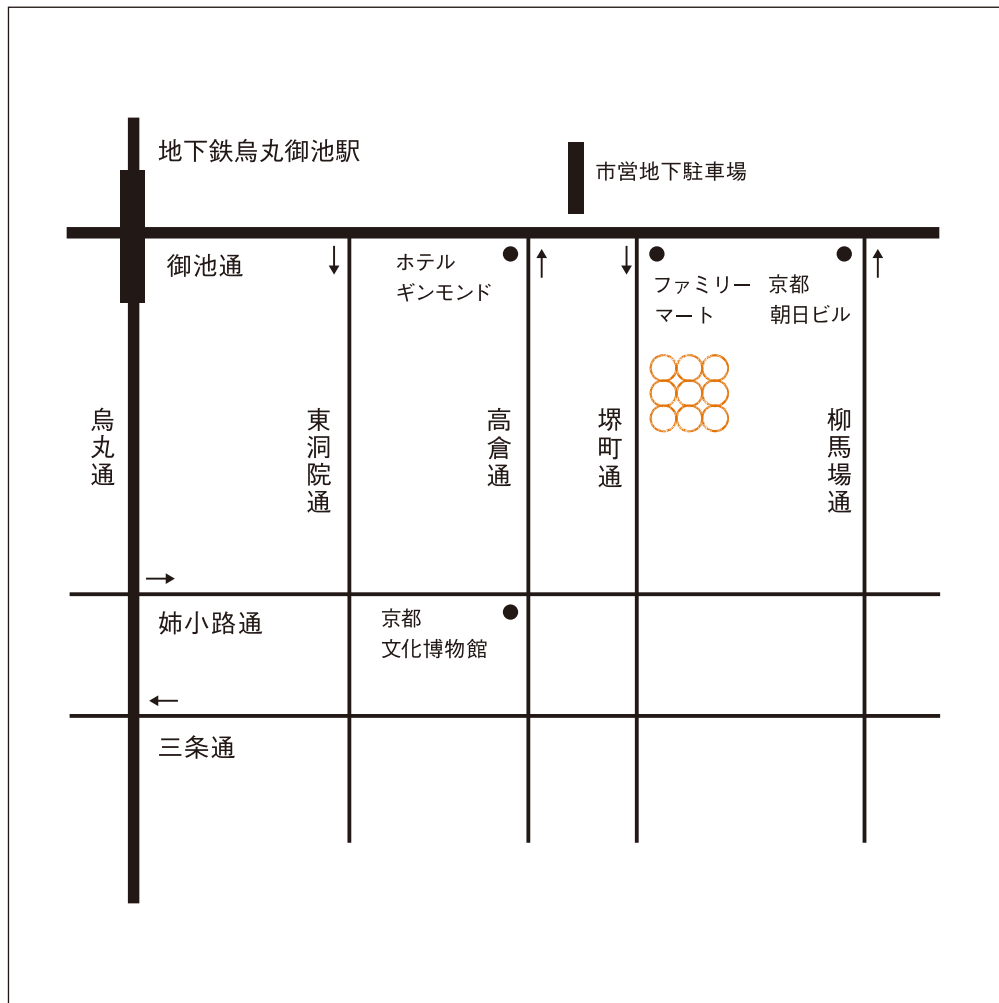 地下鉄烏丸御池駅
市営地下駐車場
御池通
ホテル
ギンモンド
ファミリー
マート
京都
朝日ビル
烏丸通
東洞院通
高倉通
堺町通
柳馬場通
姉小路通
京都
文化博物館
三条通